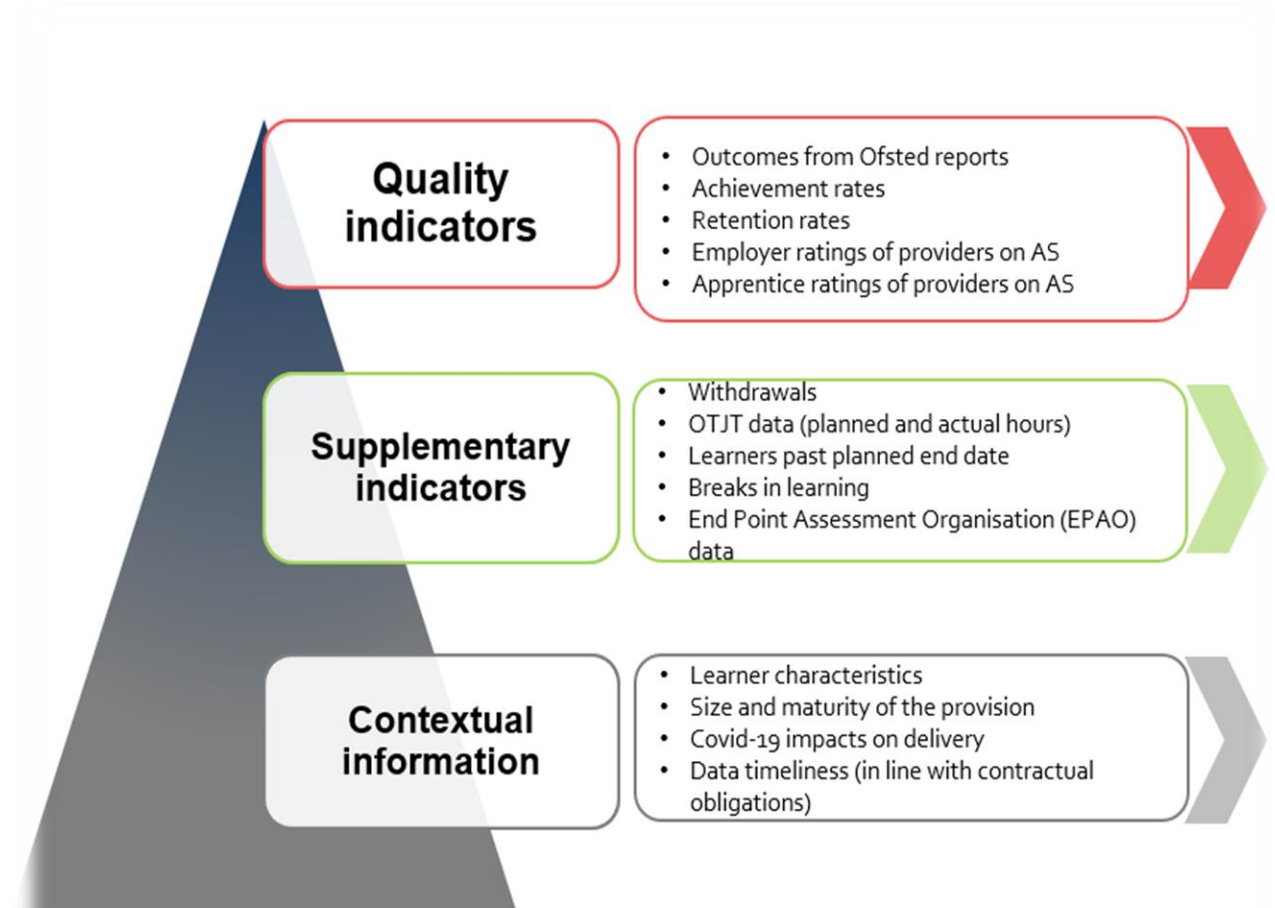 Quality
indicators
• Outcomes from Ofsted reports
• Achievement rates
• Retention rates
• Employer ratings of providers on AS
• Apprentice ratings of providers on AS
Supplementary
indicators
• Withdrawals
• OTJT data (planned and actual hours)
• Learners past planned end date
• Breaks in learning
• End Point Assessment Organisation (EPAO)
data
Contextual
information
• Learner characteristics
• Size and maturity of the provision
• Covid-19 impacts on delivery
• Data timeliness (in line with contractual
obligations)